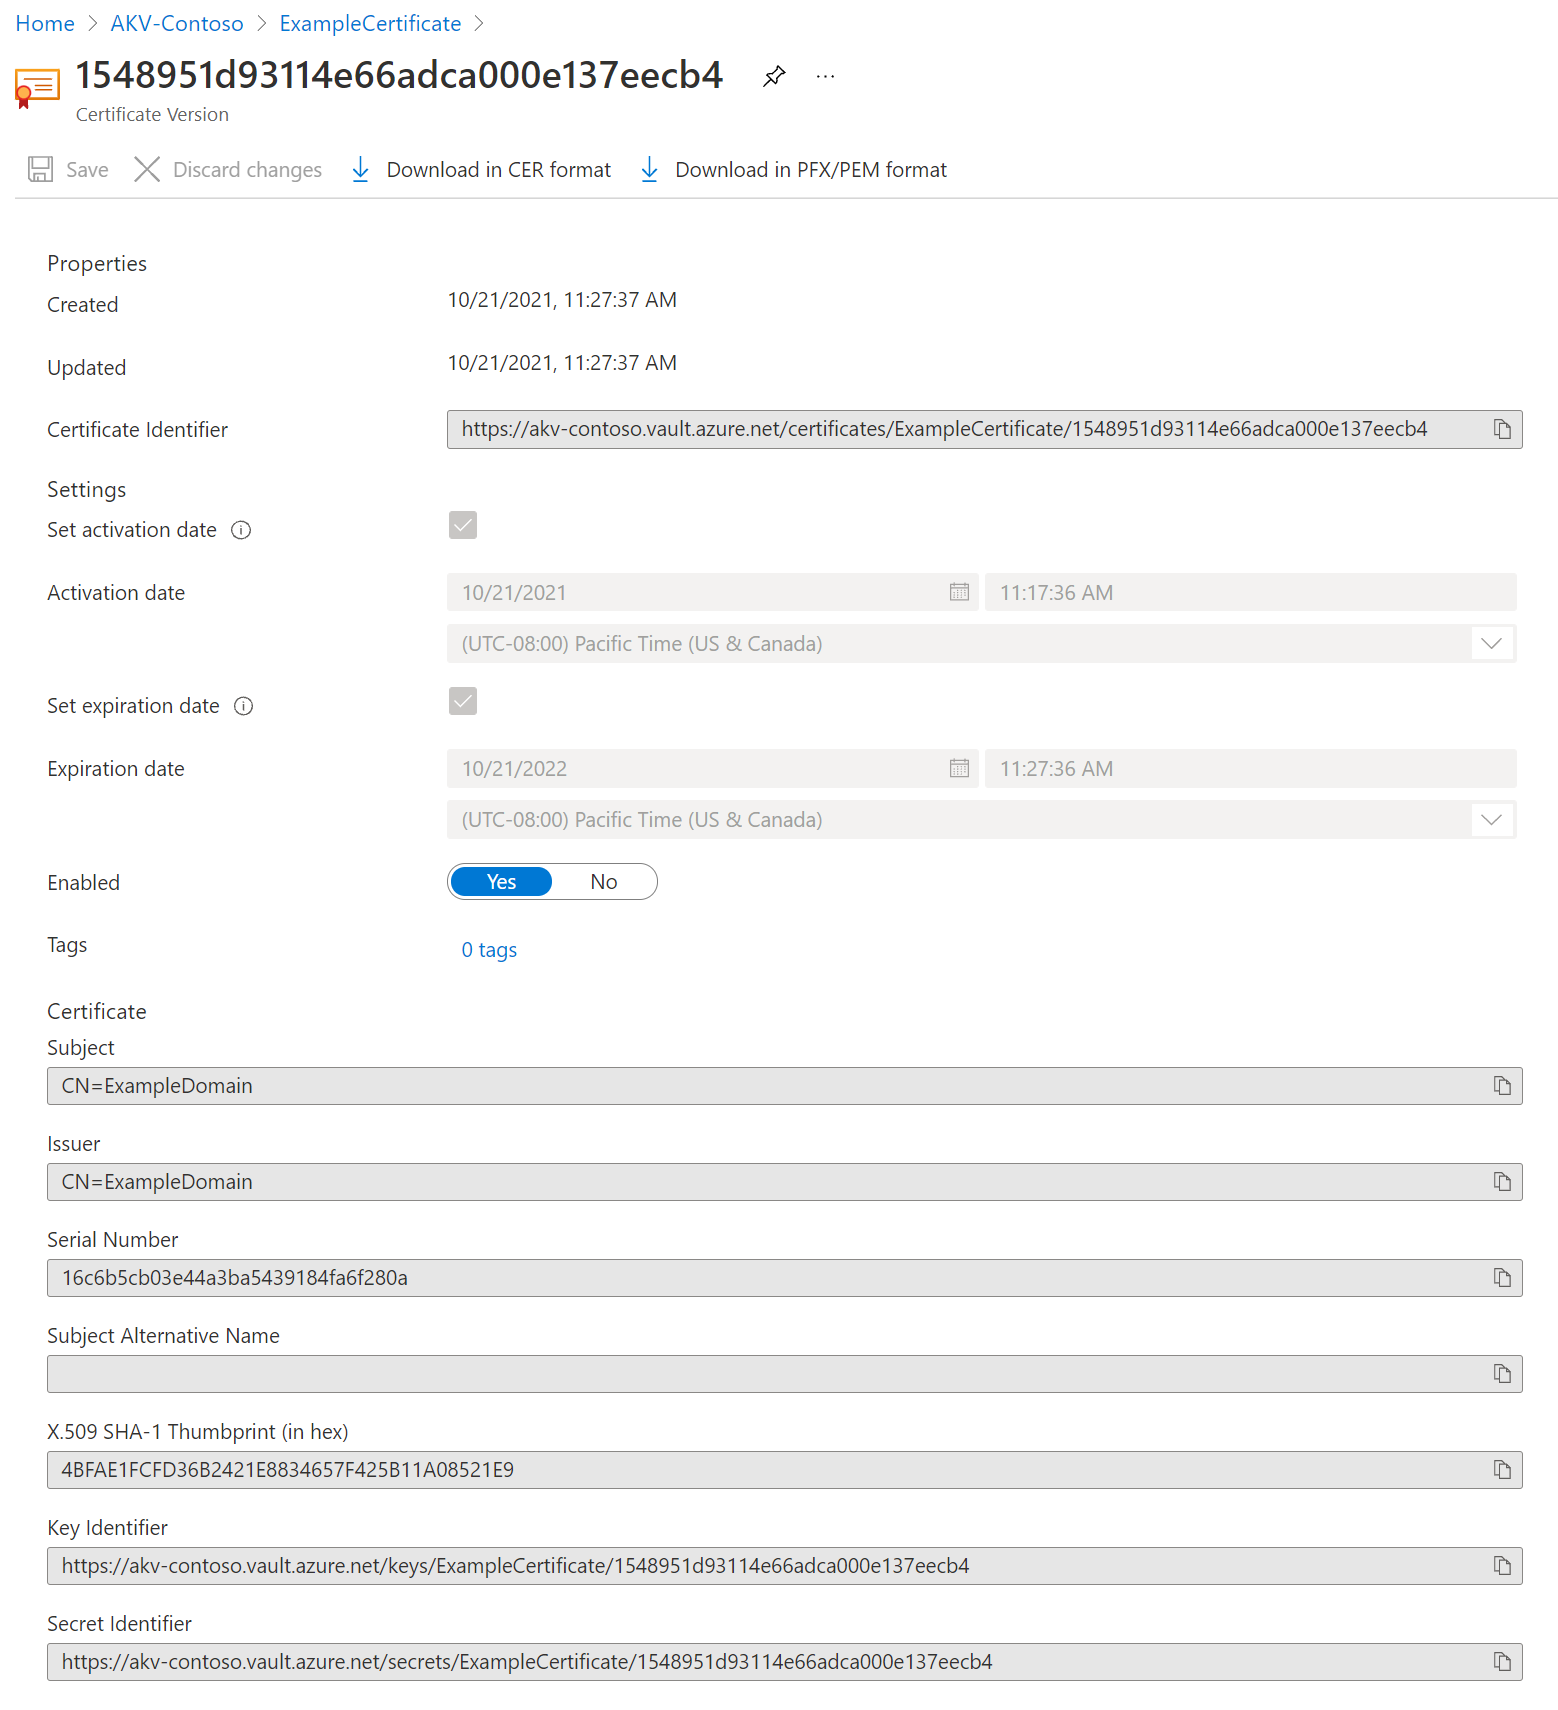 Home > AKV-Contoso > ExampleCertificate >
1548951d93114e66adca000e137eecb4
Certificate Version
Save Discard changes Download in CER format Download in PFX/PEM format
Properties
Created 10/21/2021, 11:27:37 AM
Updated 10/21/2021, 11:27:37 AM
Certificate Identifier https://akv-contoso.vault.azure.net/certificates/ExampleCertificate/1548951d93114e66adca000e137eecb4
Settings
Set activation date
Activation date 10/21/2021 11:17:36 AM
(UTC-08:00) Pacific Time (US & Canada)
Set expiration date
Expiration date 10/21/2022 11:27:36 AM
(UTC-08:00) Pacific Time (US & Canada)
Enabled Yes No
Tags 0 tags
Certificate
Subject
CN=ExampleDomain
Issuer
CN=ExampleDomain
Serial Number
16c6b5cb03e44a3ba5439184fa6f280a
Subject Alternative Name
X.509 SHA-1 Thumbprint (in hex)
4BFAE1FCFD36B2421E8834657F425B11A08521E9
Key Identifier
https://akv-contoso.vault.azure.net/keys/ExampleCertificate/1548951d93114e66adca000e137eecb4
Secret Identifier
https://akv-contoso.vault.azure.net/secrets/ExampleCertificate/1548951d93114e66adca000e137eecb4